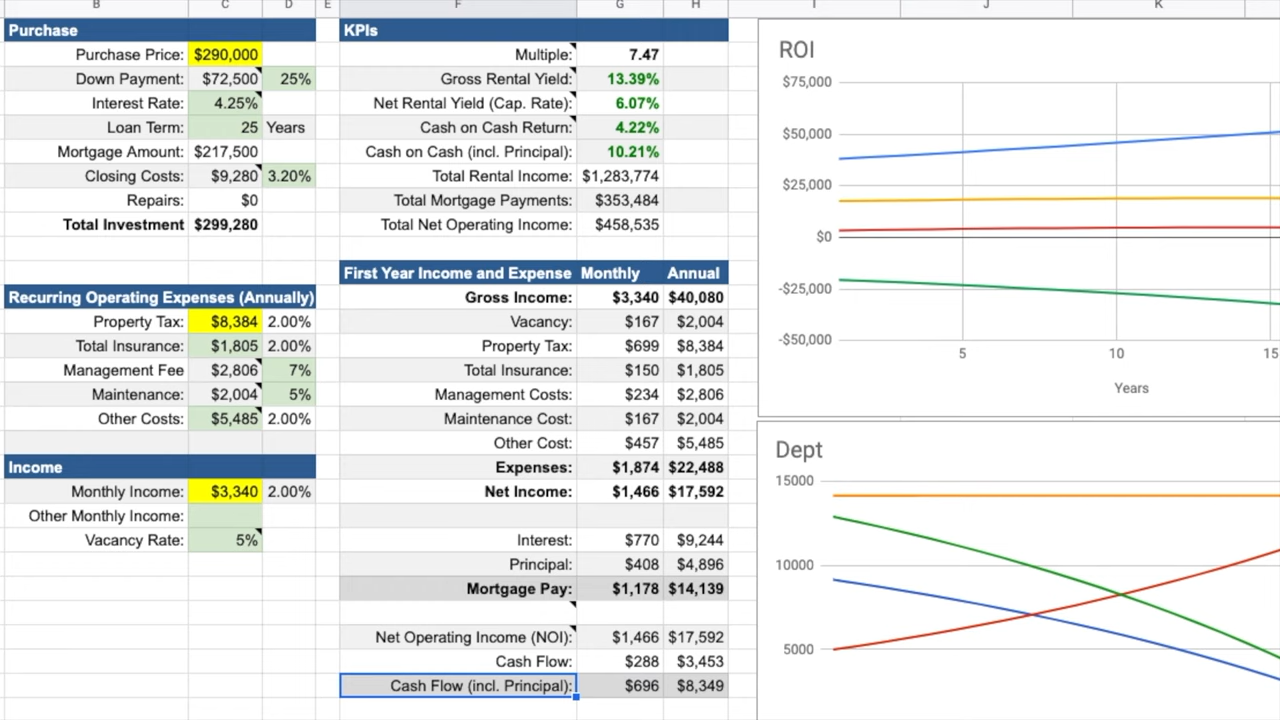 B C D E F G H I J K
Purchase
Purchase Price: $290,000
Down Payment: $72,500 25%
Interest Rate: 4.25%
Loan Term: 25 Years
Mortgage Amount: $217,500
Closing Costs: $9,280 3.20%
Repairs: $0
Total Investment $299,280
Recurring Operating Expenses (Annually)
Property Tax: $8,384 2.00%
Total Insurance: $1,805 2.00%
Management Fee $2,806 7%
Maintenance: $2,004 5%
Other Costs: $5,485 2.00%
Income
Monthly Income: $3,340 2.00%
Other Monthly Income:
Vacancy Rate: 5%
KPIs
Multiple: 7.47
Gross Rental Yield: 13.39%
Net Rental Yield (Cap. Rate): 6.07%
Cash on Cash Return: 4.22%
Cash on Cash (incl. Principal): 10.21%
Total Rental Income: $1,283,774
Total Mortgage Payments: $353,484
Total Net Operating Income: $458,535
First Year Income and Expense Monthly Annual
Gross Income: $3,340 $40,080
Vacancy: $167 $2,004
Property Tax: $699 $8,384
Total Insurance: $150 $1,805
Management Costs: $234 $2,806
Maintenance Cost: $167 $2,004
Other Cost: $457 $5,485
Expenses: $1,874 $22,488
Net Income: $1,466 $17,592
Interest: $770 $9,244
Principal: $408 $4,896
Mortgage Pay: $1,178 $14,139
Net Operating Income (NOI): $1,466 $17,592
Cash Flow: $288 $3,453
Cash Flow (incl. Principal): $696 $8,349
ROI
$75,000
$50,000
$25,000
$0
-$25,000
-$50,000
5 10 15
Years
Dept
15000
10000
5000